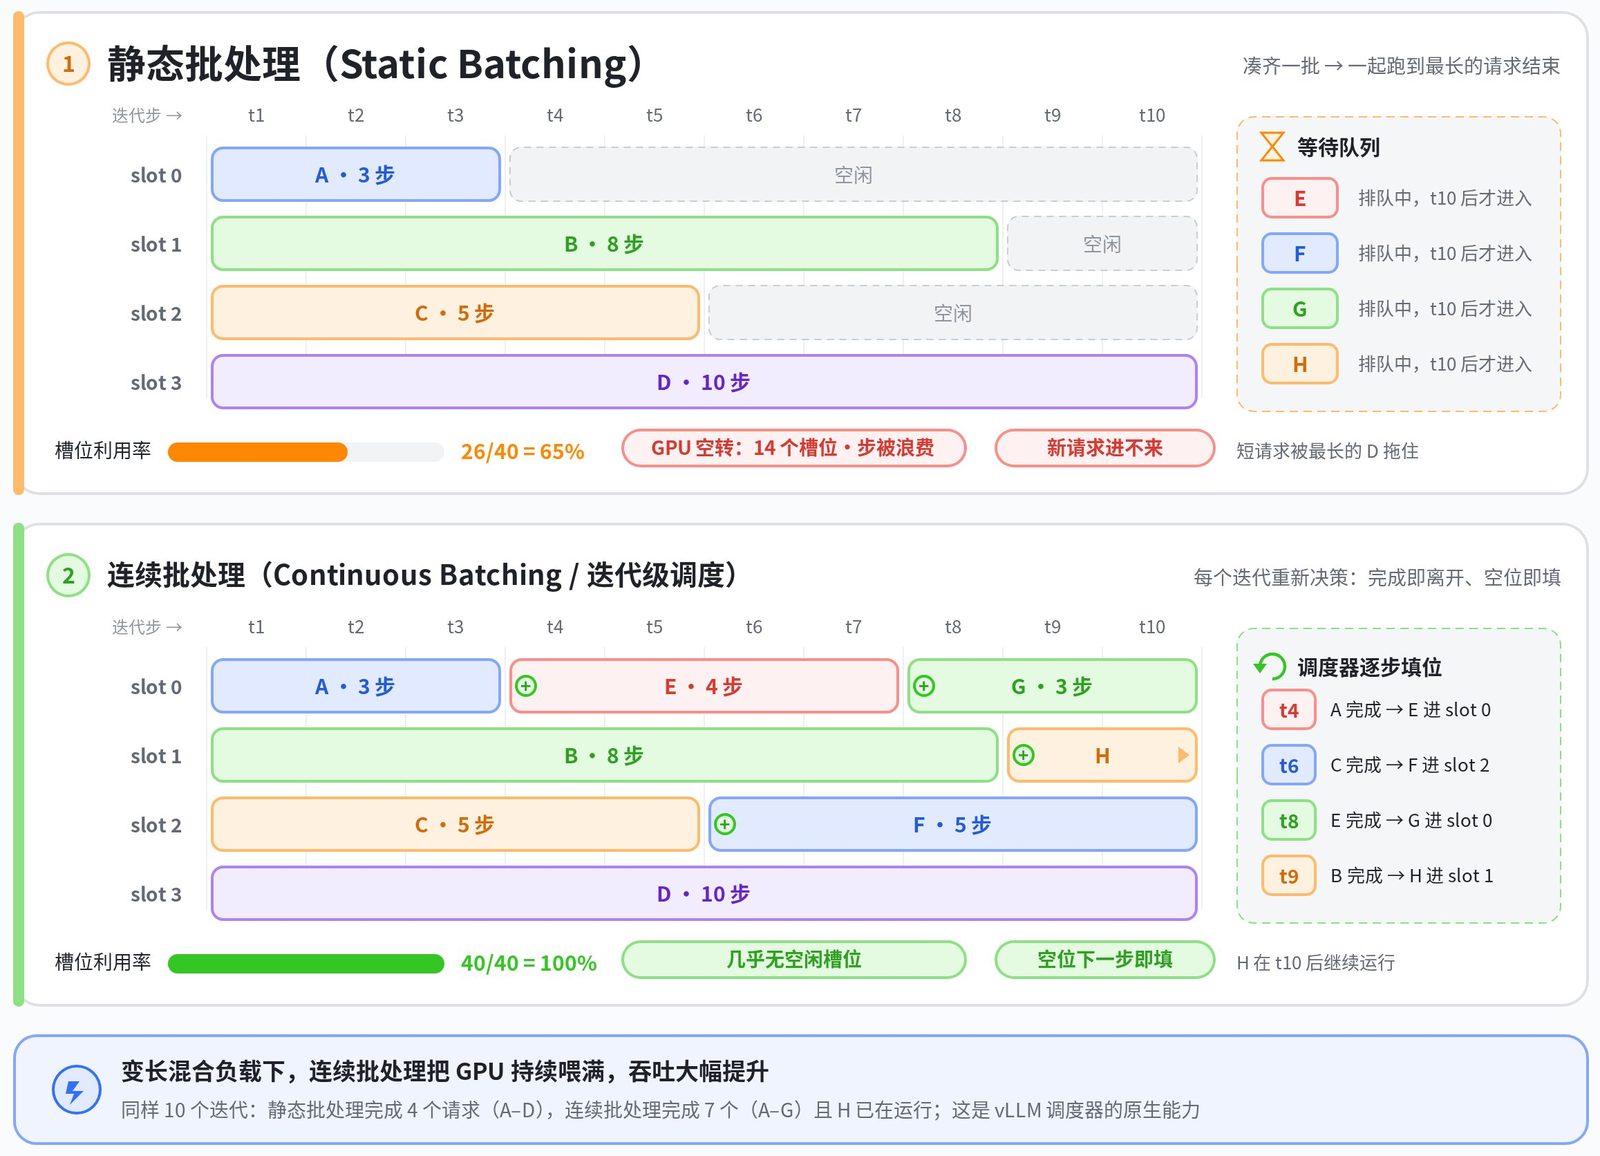 1 静态批处理（Static Batching）
凑齐一批 → 一起跑到最长的请求结束
迭代步 → t1 t2 t3 t4 t5 t6 t7 t8 t9 t10
slot 0 A · 3 步 空闲
slot 1 B · 8 步 空闲
slot 2 C · 5 步 空闲
slot 3 D · 10 步
等待队列
E 排队中，t10 后才进入
F 排队中，t10 后才进入
G 排队中，t10 后才进入
H 排队中，t10 后才进入
槽位利用率 26/40 = 65% GPU 空转：14 个槽位·步被浪费 新请求进不来 短请求被最长的 D 拖住
2 连续批处理（Continuous Batching / 迭代级调度）
每个迭代重新决策：完成即离开、空位即填
迭代步 → t1 t2 t3 t4 t5 t6 t7 t8 t9 t10
slot 0 A · 3 步 E · 4 步 G · 3 步
slot 1 B · 8 步 H
slot 2 C · 5 步 F · 5 步
slot 3 D · 10 步
调度器逐步填位
t4 A 完成 → E 进 slot 0
t6 C 完成 → F 进 slot 2
t8 E 完成 → G 进 slot 0
t9 B 完成 → H 进 slot 1
槽位利用率 40/40 = 100% 几乎无空闲槽位 空位下一步即填 H 在 t10 后继续运行
变长混合负载下，连续批处理把 GPU 持续喂满，吞吐大幅提升
同样 10 个迭代：静态批处理完成 4 个请求（A–D），连续批处理完成 7 个（A–G）且 H 已在运行；这是 vLLM 调度器的原生能力